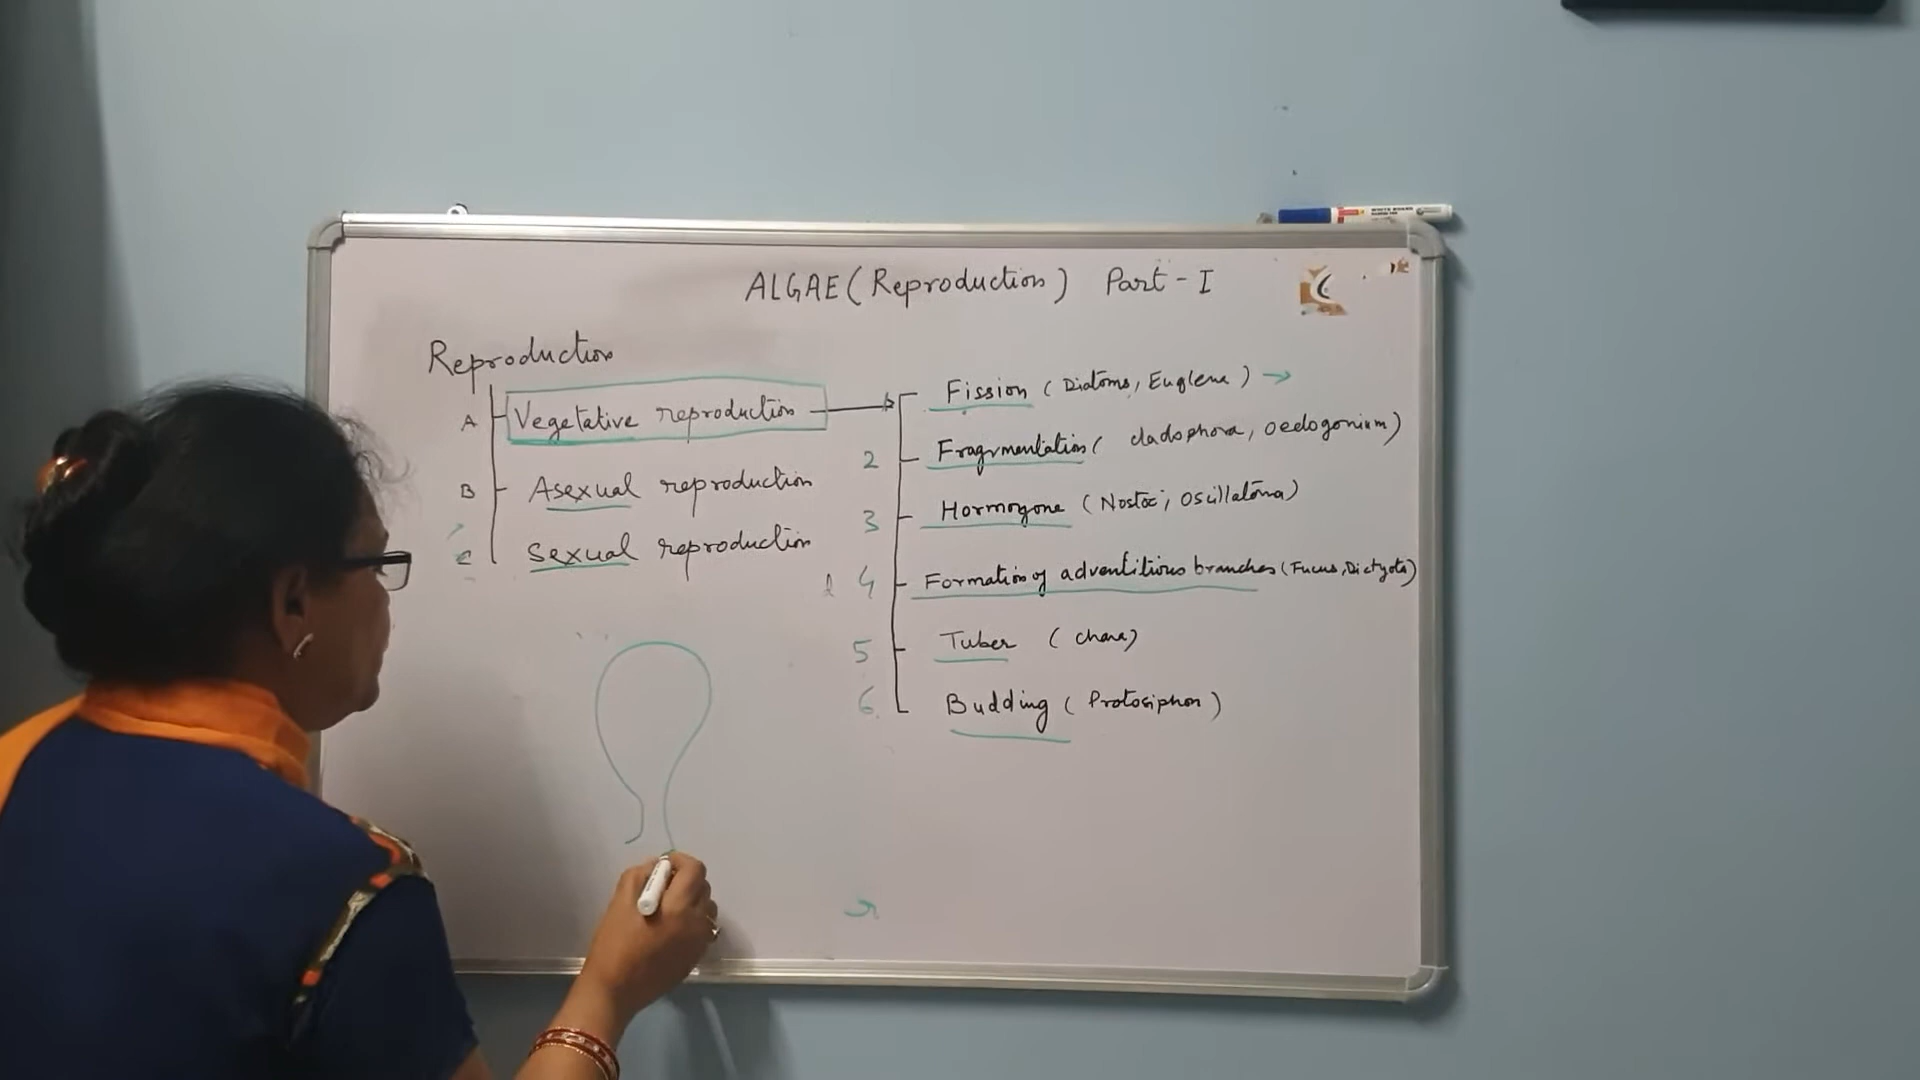 ALGAE (Reproduction) Part - I
Reproduction
A Vegetative reproduction
B Asexual reproduction
C Sexual reproduction
1 Fission (Diatoms, Euglena) →
2 Fragmentation (cladophora, oedogonium)
3 Hormogone (Nostoc, Oscillatoria)
4 Formation of adventitious branches (Fucus, Dictyota)
5 Tuber (chara)
6 Budding (Protosiphon)